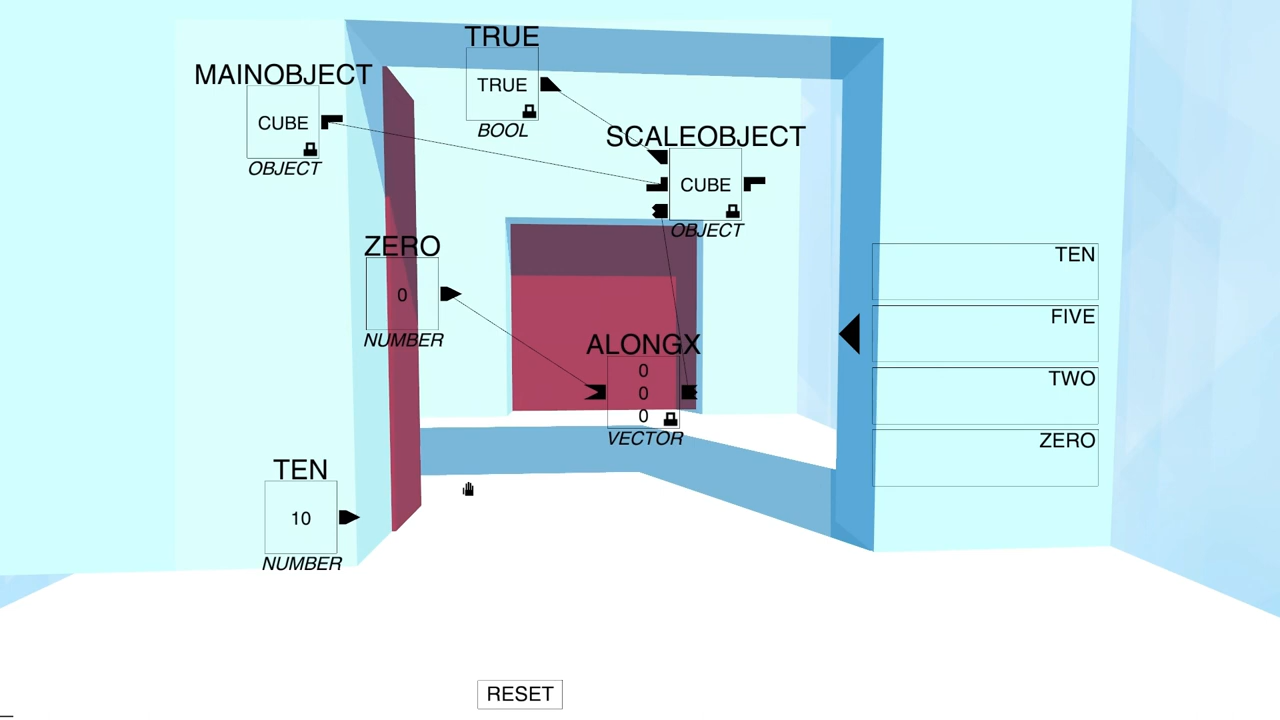 TRUE
TRUE
BOOL
MAINOBJECT
CUBE
OBJECT
SCALEOBJECT
CUBE
OBJECT
ZERO
0
NUMBER
ALONGX
0
0
0
VECTOR
TEN
10
NUMBER
TEN
FIVE
TWO
ZERO
RESET